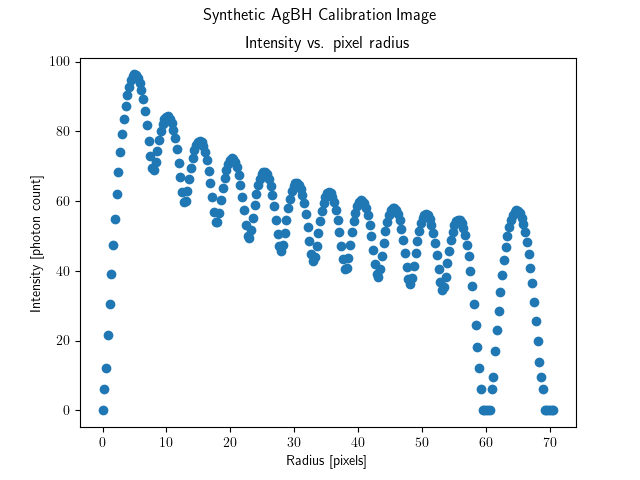 Synthetic AgBH Calibration Image
Intensity vs. pixel radius
100
80
60
40
20
0
Intensity [photon count]
0 10 20 30 40 50 60 70
Radius [pixels]